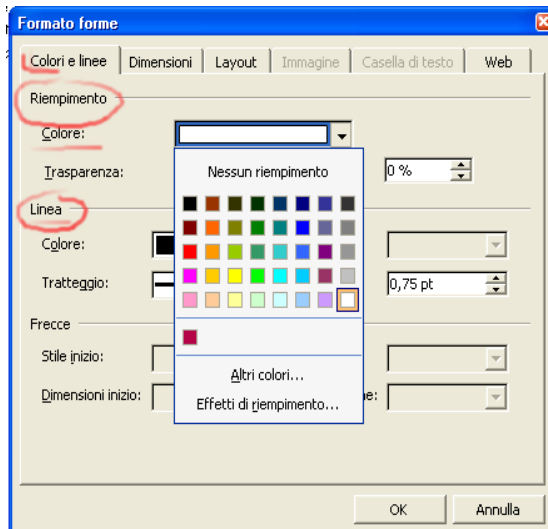 Formato forme
Colori e linee Dimensioni Layout Immagine Casella di testo Web
Riempimento
Colore:
Nessun riempimento
Trasparenza: 0 %
Linea
Colore:
Tratteggio: 0,75 pt
Frecce
Stile inizio:
Altri colori...
Dimensioni inizio: ne:
Effetti di riempimento...
OK Annulla